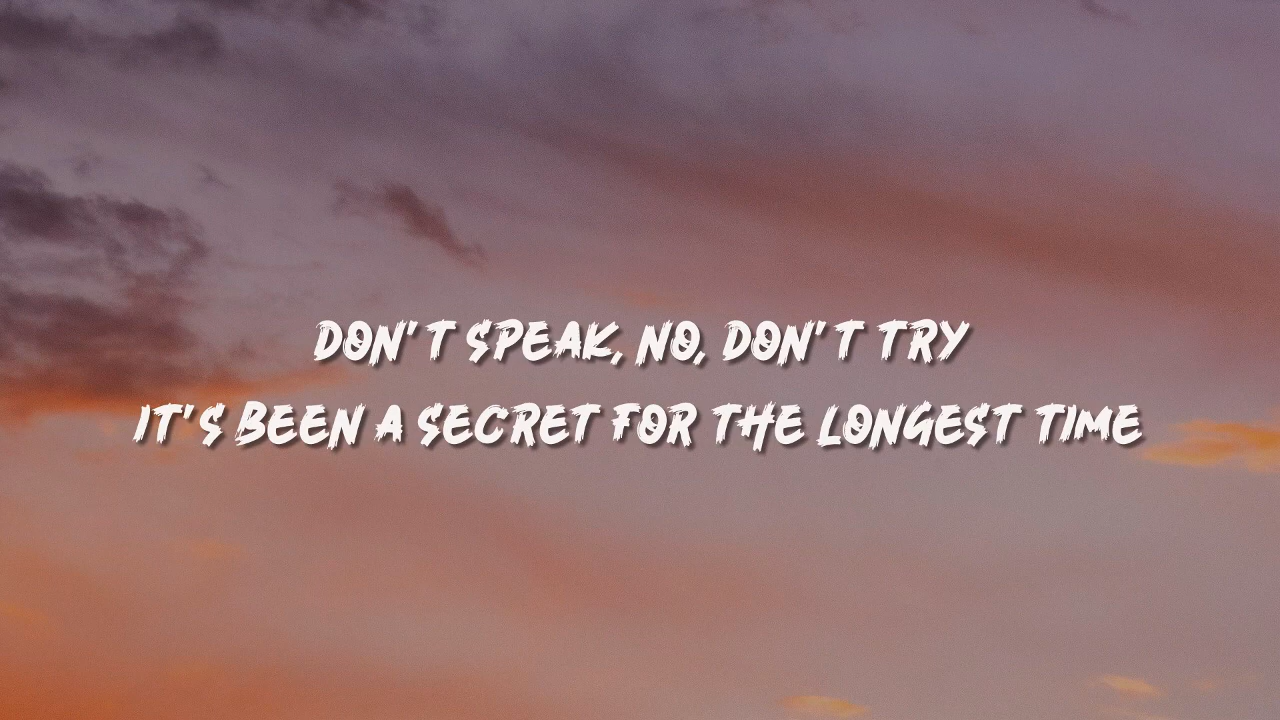 DON'T SPEAK, NO, DON'T TRY
IT'S BEEN A SECRET FOR THE LONGEST TIME